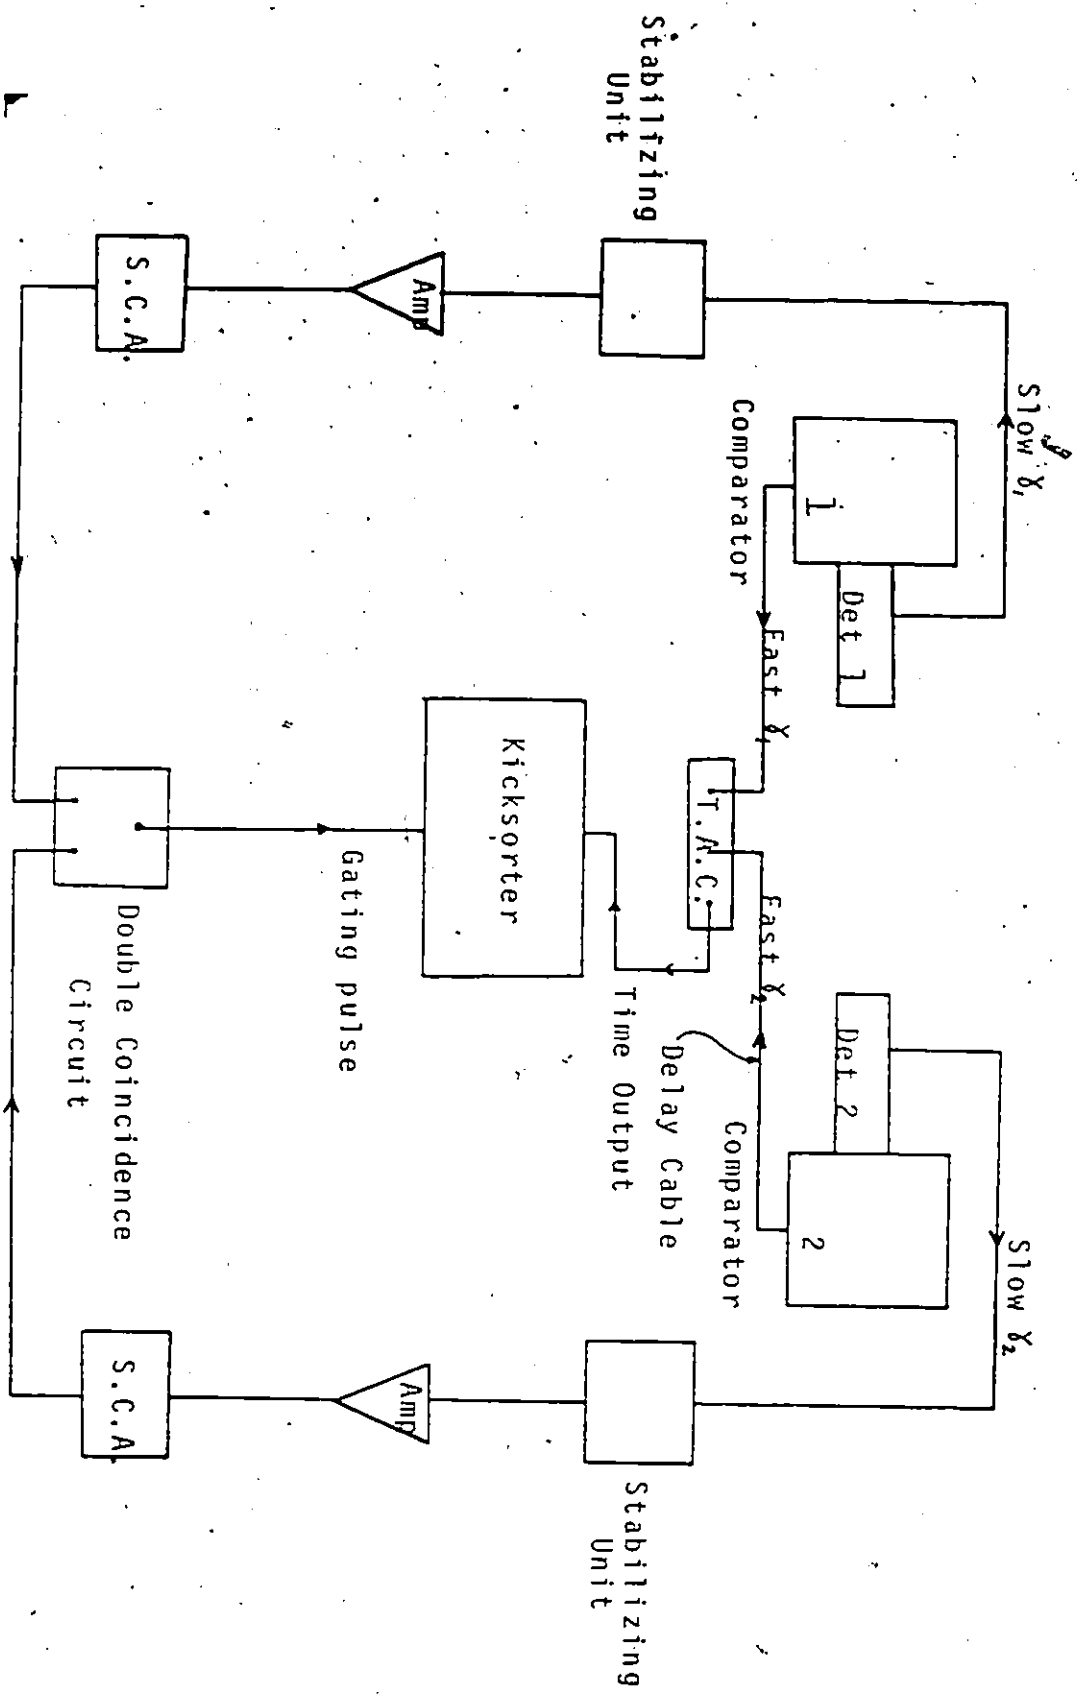 Slow γ₁
Slow γ₂
Det 1
Det 2
1
2
Comparator
Fast γ₁
Fast γ₂
Comparator
Delay Cable
T.A.C.
Time Output
Stabilizing
Unit
Stabilizing
Unit
Kicksorter
Amp
Amp
Gating pulse
S.C.A.
S.C.A
Double Coincidence
Circuit